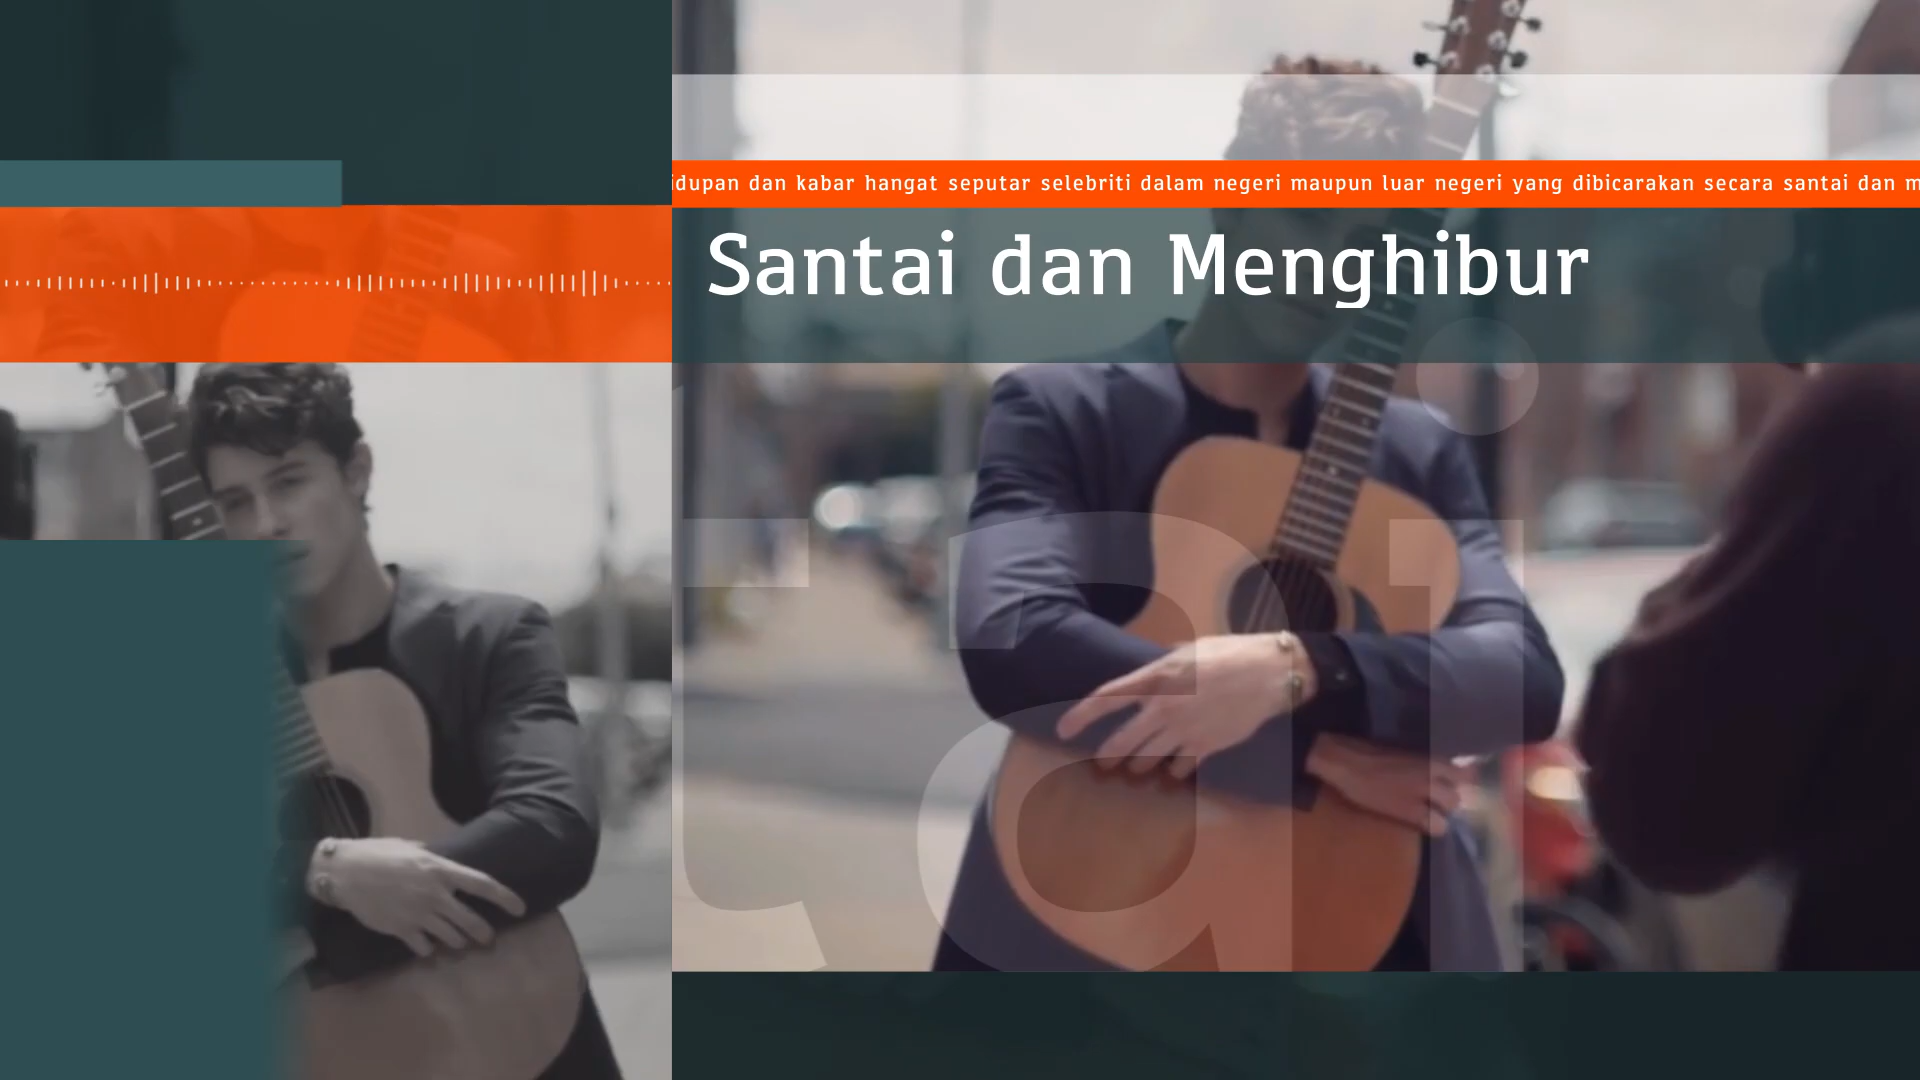 idupan dan kabar hangat seputar selebriti dalam negeri maupun luar negeri yang dibicarakan secara santai dan m
Santai dan Menghibur
tai